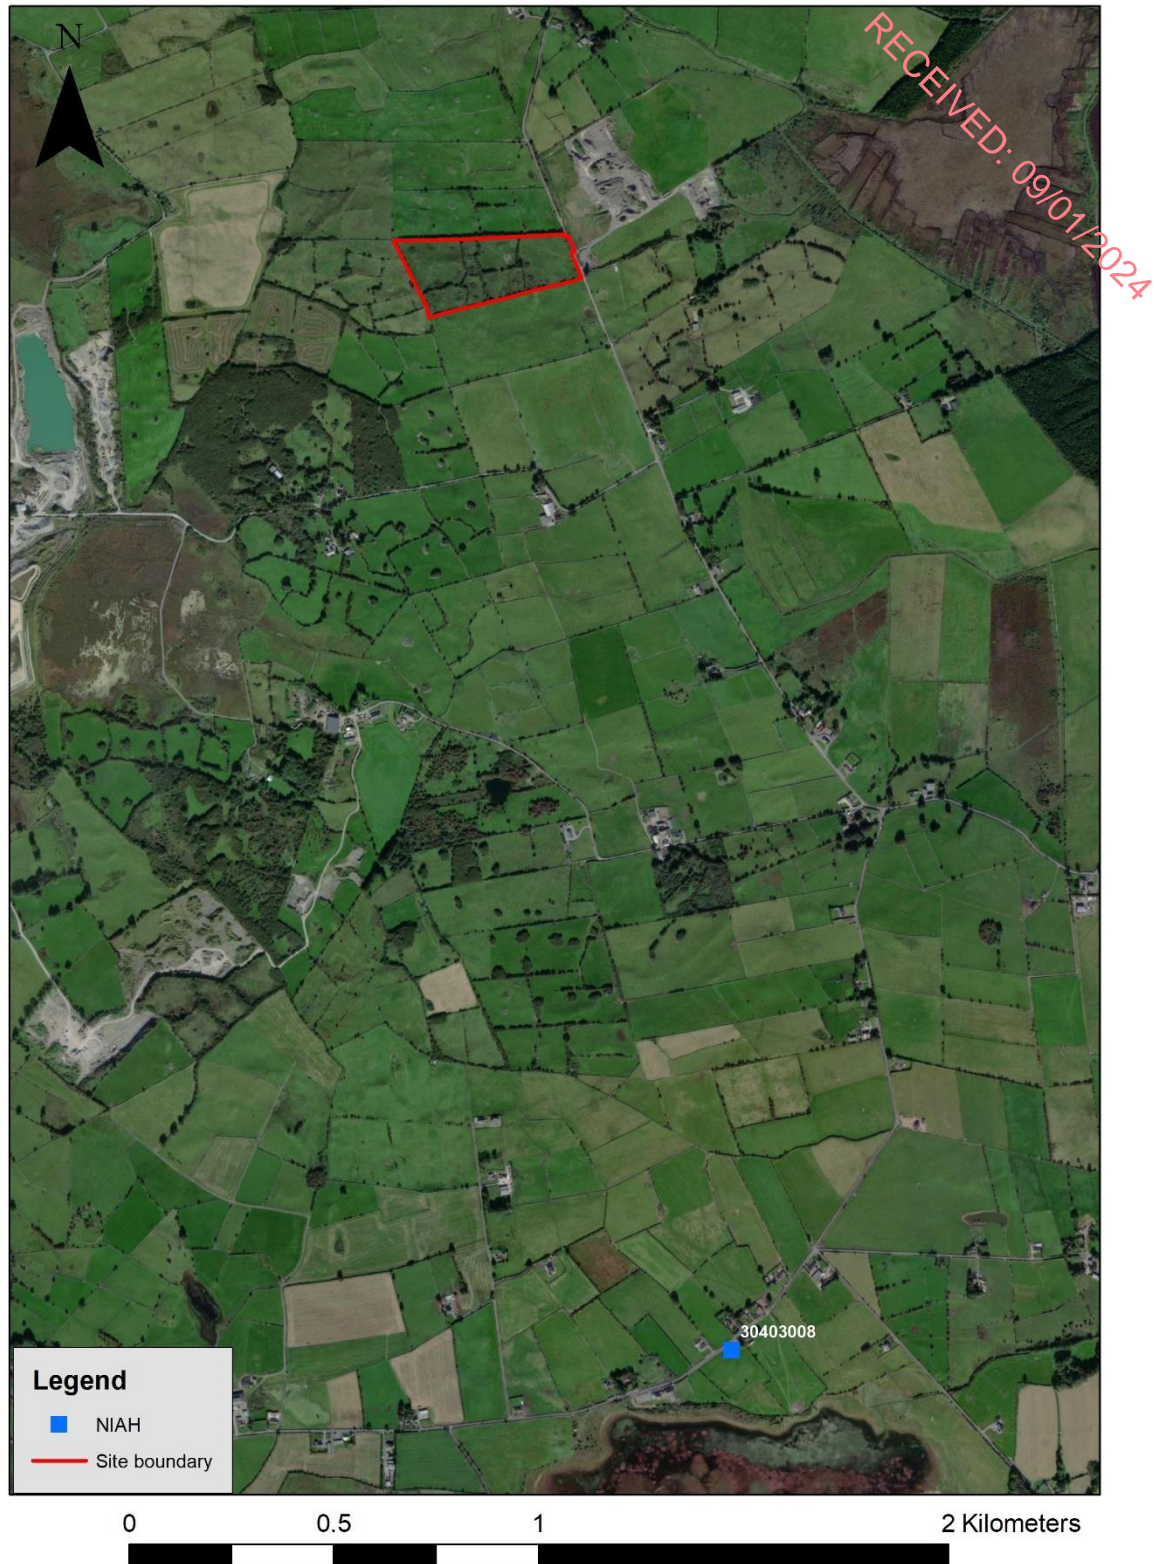 N
RECEIVED: 09/01/2024
30403008
Legend
NIAH
Site boundary
0 0.5 1 2 Kilometers